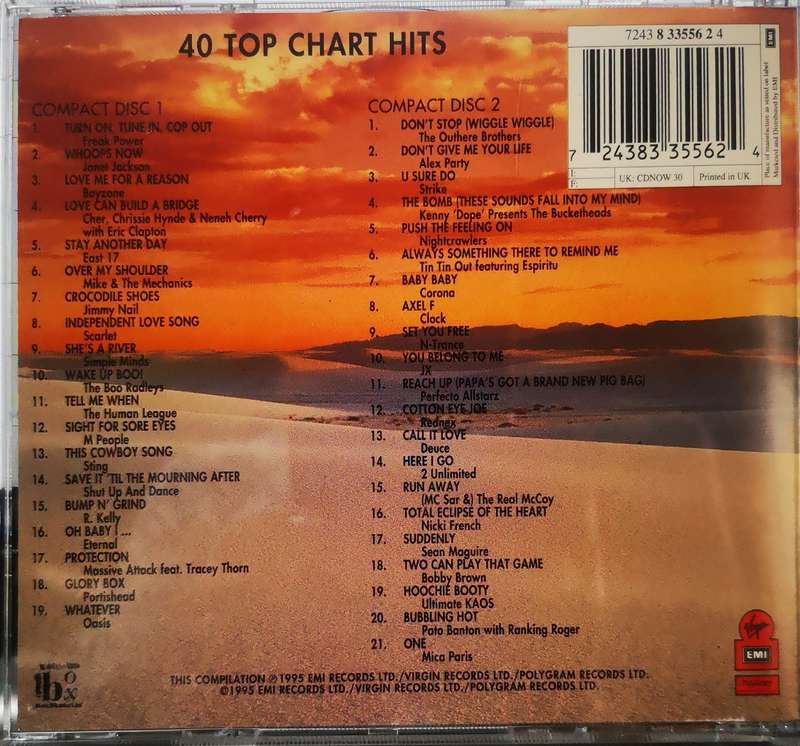 40 TOP CHART HITS
7243 8 33556 2 4
EMI
7 24383 35562 4
I:
F:
UK: CDNOW 30
Printed in UK
Place of manufacture as stated on label
Marketed and Distributed by EMI
COMPACT DISC 1
1. TURN ON, TUNE IN, COP OUT
Freak Power
2. WHOOPS NOW
Janet Jackson
3. LOVE ME FOR A REASON
Boyzone
4. LOVE CAN BUILD A BRIDGE
Cher, Chrissie Hynde & Neneh Cherry
with Eric Clapton
5. STAY ANOTHER DAY
East 17
6. OVER MY SHOULDER
Mike & The Mechanics
7. CROCODILE SHOES
Jimmy Nail
8. INDEPENDENT LOVE SONG
Scarlet
9. SHE'S A RIVER
Simple Minds
10. WAKE UP BOO!
The Boo Radleys
11. TELL ME WHEN
The Human League
12. SIGHT FOR SORE EYES
M People
13. THIS COWBOY SONG
Sting
14. SAVE IT 'TIL THE MOURNING AFTER
Shut Up And Dance
15. BUMP N' GRIND
R. Kelly
16. OH BABY I ...
Eternal
17. PROTECTION
Massive Attack feat. Tracey Thorn
18. GLORY BOX
Portishead
19. WHATEVER
Oasis
COMPACT DISC 2
1. DON'T STOP (WIGGLE WIGGLE)
The Outhere Brothers
2. DON'T GIVE ME YOUR LIFE
Alex Party
3. U SURE DO
Strike
4. THE BOMB (THESE SOUNDS FALL INTO MY MIND)
Kenny 'Dope' Presents The Bucketheads
5. PUSH THE FEELING ON
Nightcrawlers
6. ALWAYS SOMETHING THERE TO REMIND ME
Tin Tin Out featuring Espiritu
7. BABY BABY
Corona
8. AXEL F
Clock
9. SET YOU FREE
N-Trance
10. YOU BELONG TO ME
JX
11. REACH UP (PAPA'S GOT A BRAND NEW PIG BAG)
Perfecto Allstarz
12. COTTON EYE JOE
Rednex
13. CALL IT LOVE
Deuce
14. HERE I GO
2 Unlimited
15. RUN AWAY
(MC Sar &) The Real McCoy
16. TOTAL ECLIPSE OF THE HEART
Nicki French
17. SUDDENLY
Sean Maguire
18. TWO CAN PLAY THAT GAME
Bobby Brown
19. HOOCHIE BOOTY
Ultimate KAOS
20. BUBBLING HOT
Pato Banton with Ranking Roger
21. ONE
Mica Paris
Virgin
EMI
box
THIS COMPILATION ℗ 1995 EMI RECORDS LTD./VIRGIN RECORDS LTD./POLYGRAM RECORDS LTD.
©1995 EMI RECORDS LTD./VIRGIN RECORDS LTD./POLYGRAM RECORDS LTD.